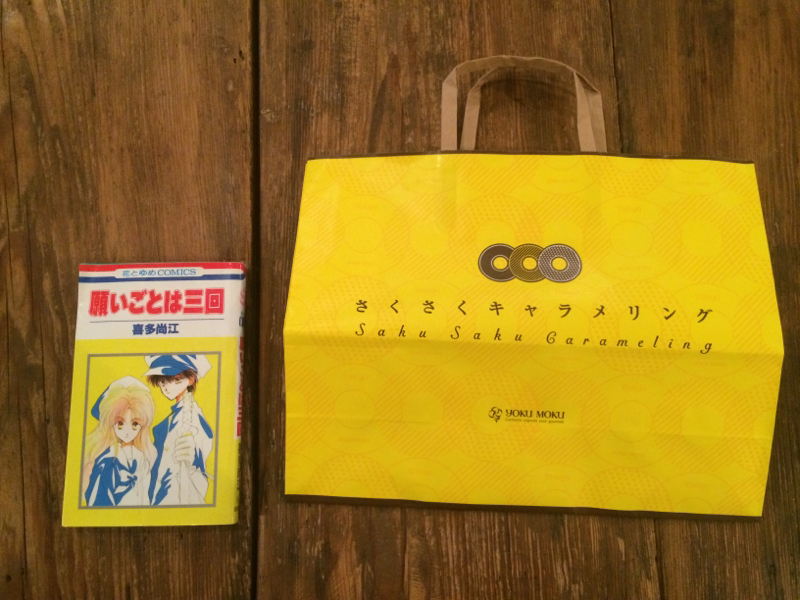 花とゆめCOMICS
願いごとは三回
喜多尚江
さくさくキャラメリング
Saku Saku Carameling
YOKU MOKU